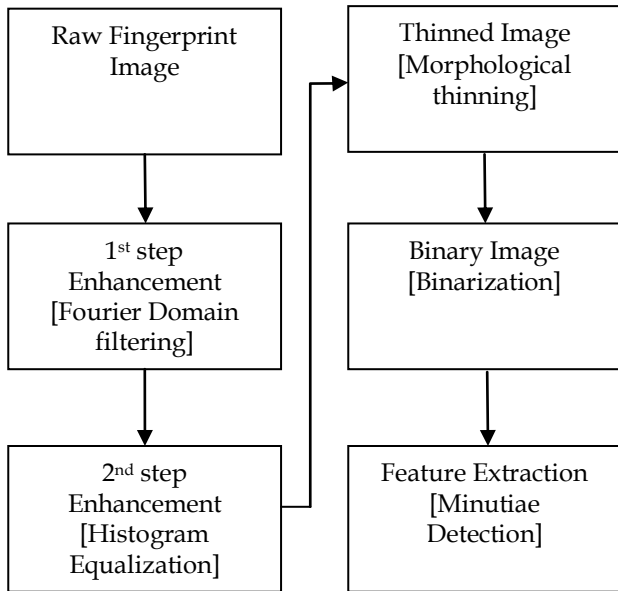 Raw Fingerprint
Image
1st step
Enhancement
[Fourier Domain
filtering]
2nd step
Enhancement
[Histogram
Equalization]
Thinned Image
[Morphological
thinning]
Binary Image
[Binarization]
Feature Extraction
[Minutiae
Detection]